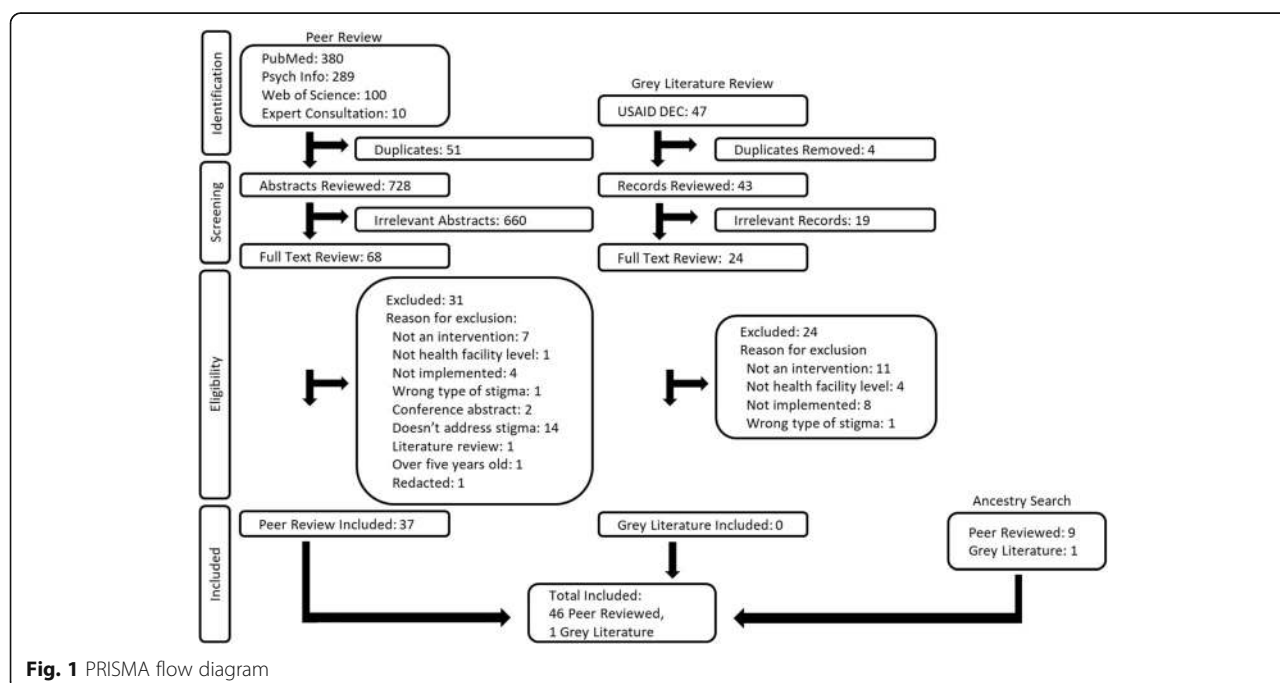 Identification
Peer Review
PubMed: 380
Psych Info: 289
Web of Science: 100
Expert Consultation: 10
Grey Literature Review
USAID DEC: 47
Duplicates: 51
Duplicates Removed: 4
Screening
Abstracts Reviewed: 728
Records Reviewed: 43
Irrelevant Abstracts: 660
Irrelevant Records: 19
Full Text Review: 68
Full Text Review: 24
Eligibility
Excluded: 31
Reason for exclusion:
Not an intervention: 7
Not health facility level: 1
Not implemented: 4
Wrong type of stigma: 1
Conference abstract: 2
Doesn't address stigma: 14
Literature review: 1
Over five years old: 1
Redacted: 1
Excluded: 24
Reason for exclusion
Not an intervention: 11
Not health facility level: 4
Not implemented: 8
Wrong type of stigma: 1
Included
Peer Review Included: 37
Grey Literature Included: 0
Ancestry Search
Peer Reviewed: 9
Grey Literature: 1
Total Included:
46 Peer Reviewed,
1 Grey Literature
Fig. 1 PRISMA flow diagram